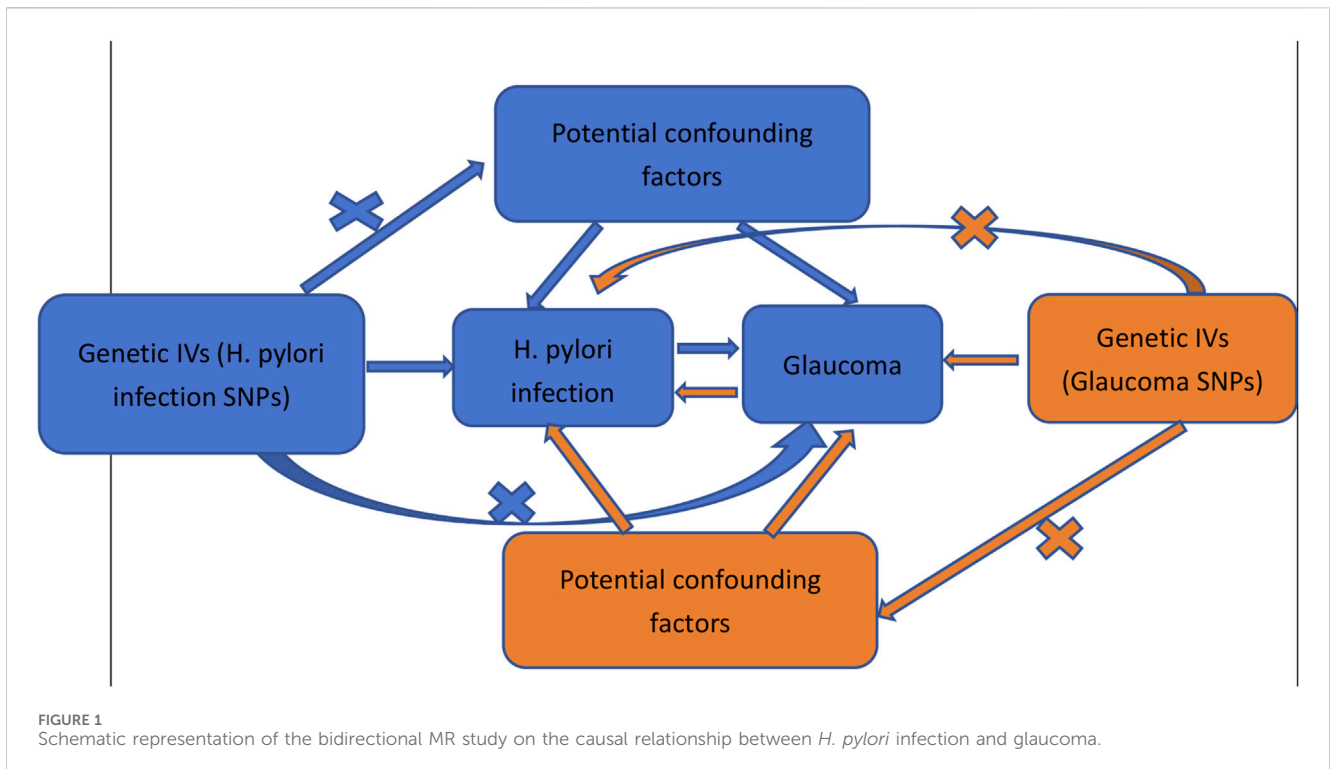 Potential confounding
factors
Genetic IVs (H. pylori
infection SNPs)
H. pylori
infection
Glaucoma
Genetic IVs
(Glaucoma SNPs)
Potential confounding
factors
FIGURE 1
Schematic representation of the bidirectional MR study on the causal relationship between H. pylori infection and glaucoma.